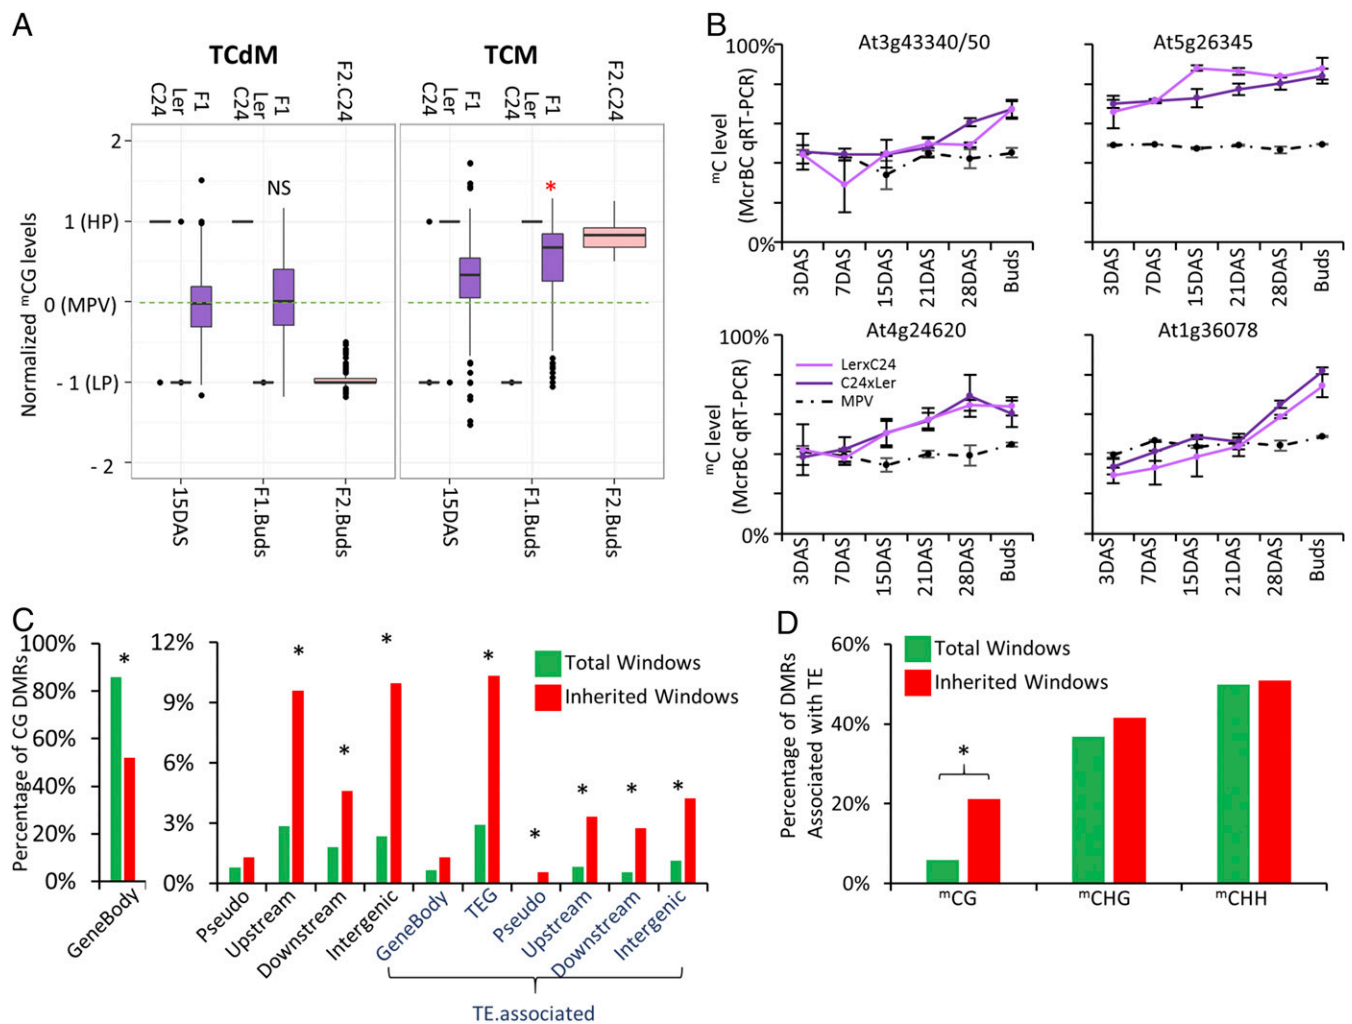 A
TCdM
TCM
C24
Ler
F1
C24
Ler
F1
F2.C24
C24
Ler
F1
C24
Ler
F1
F2.C24
Normalized mCG levels
2
1 (HP)
0 (MPV)
- 1 (LP)
- 2
NS
*
15DAS
F1.Buds
F2.Buds
15DAS
F1.Buds
F2.Buds
B
At3g43340/50
mC level
(McrBC qRT-PCR)
100%
0%
3DAS
7DAS
15DAS
21DAS
28DAS
Buds
At5g26345
3DAS
7DAS
15DAS
21DAS
28DAS
Buds
At4g24620
mC level
(McrBC qRT-PCR)
100%
0%
LerxC24
C24xLer
MPV
3DAS
7DAS
15DAS
21DAS
28DAS
Buds
At1g36078
3DAS
7DAS
15DAS
21DAS
28DAS
Buds
C
Percentage of CG DMRs
100%
80%
60%
40%
20%
0%
*
GeneBody
12%
9%
6%
3%
0%
* * * * * * * *
Total Windows
Inherited Windows
Pseudo
Upstream
Downstream
Intergenic
GeneBody
TEG
Pseudo
Upstream
Downstream
Intergenic
TE.associated
D
Percentage of DMRs
Associated with TE
60%
40%
20%
0%
Total Windows
Inherited Windows
*
mCG
mCHG
mCHH